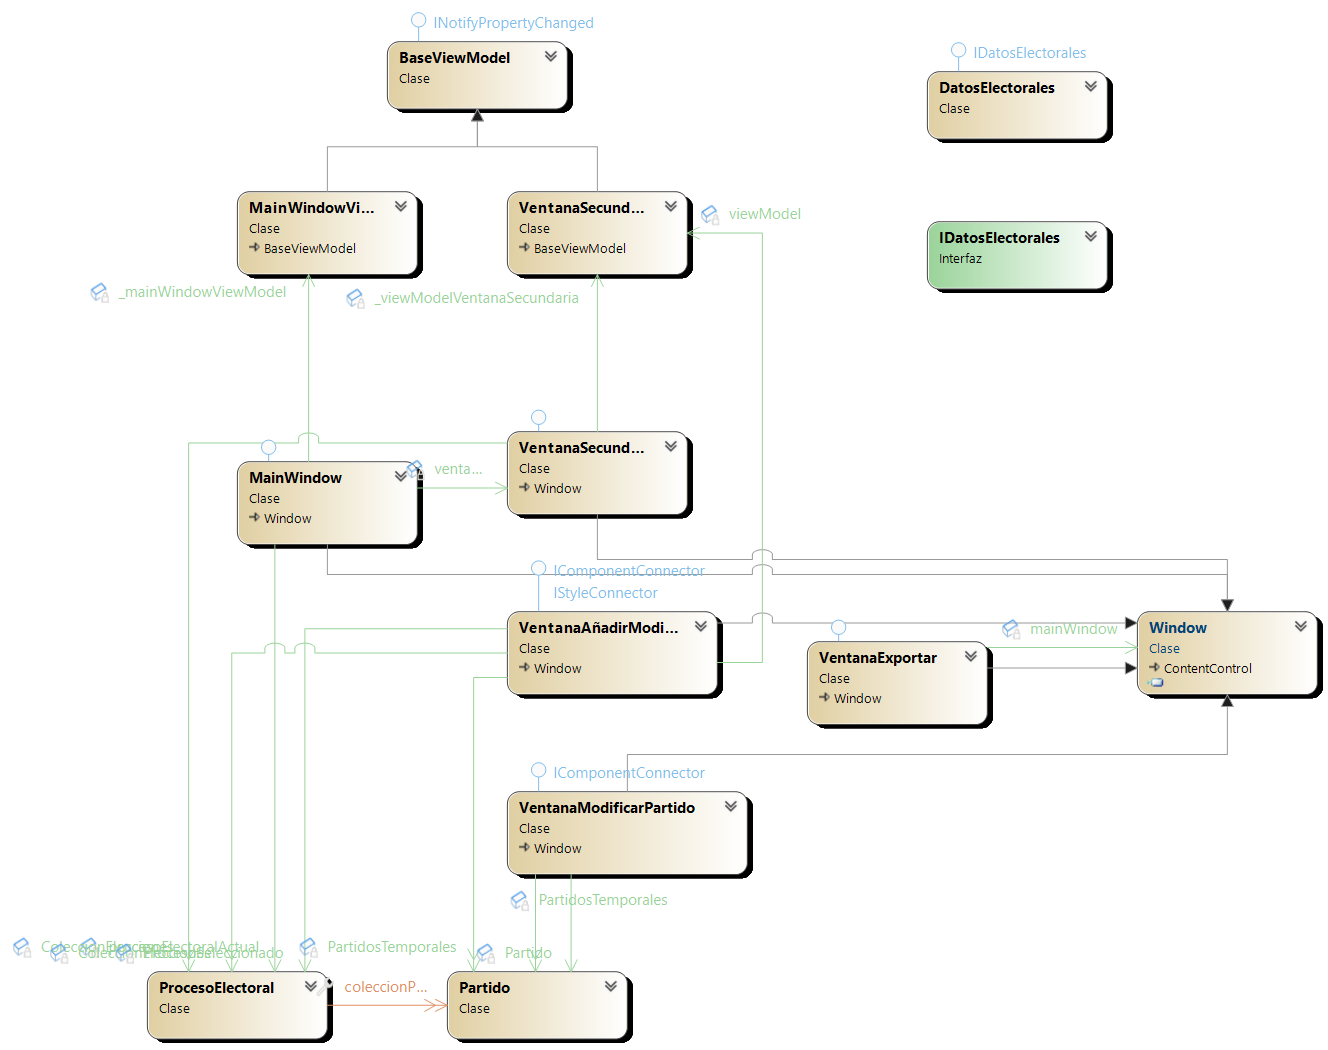 INotifyPropertyChanged
BaseViewModel
Clase
IDatosElectorales
DatosElectorales
Clase
MainWindowVi...
Clase
BaseViewModel
VentanaSecund...
Clase
BaseViewModel
viewModel
IDatosElectorales
Interfaz
_mainWindowViewModel
_viewModelVentanaSecundaria
VentanaSecund...
Clase
Window
MainWindow
Clase
Window
venta...
IComponentConnector
IStyleConnector
VentanaAñadirModi...
Clase
Window
VentanaExportar
Clase
Window
mainWindow
Window
Clase
ContentControl
IComponentConnector
VentanaModificarPartido
Clase
Window
PartidosTemporales
PartidosTemporales
Partido
ProcesoElectoral
Clase
coleccionP...
Partido
Clase